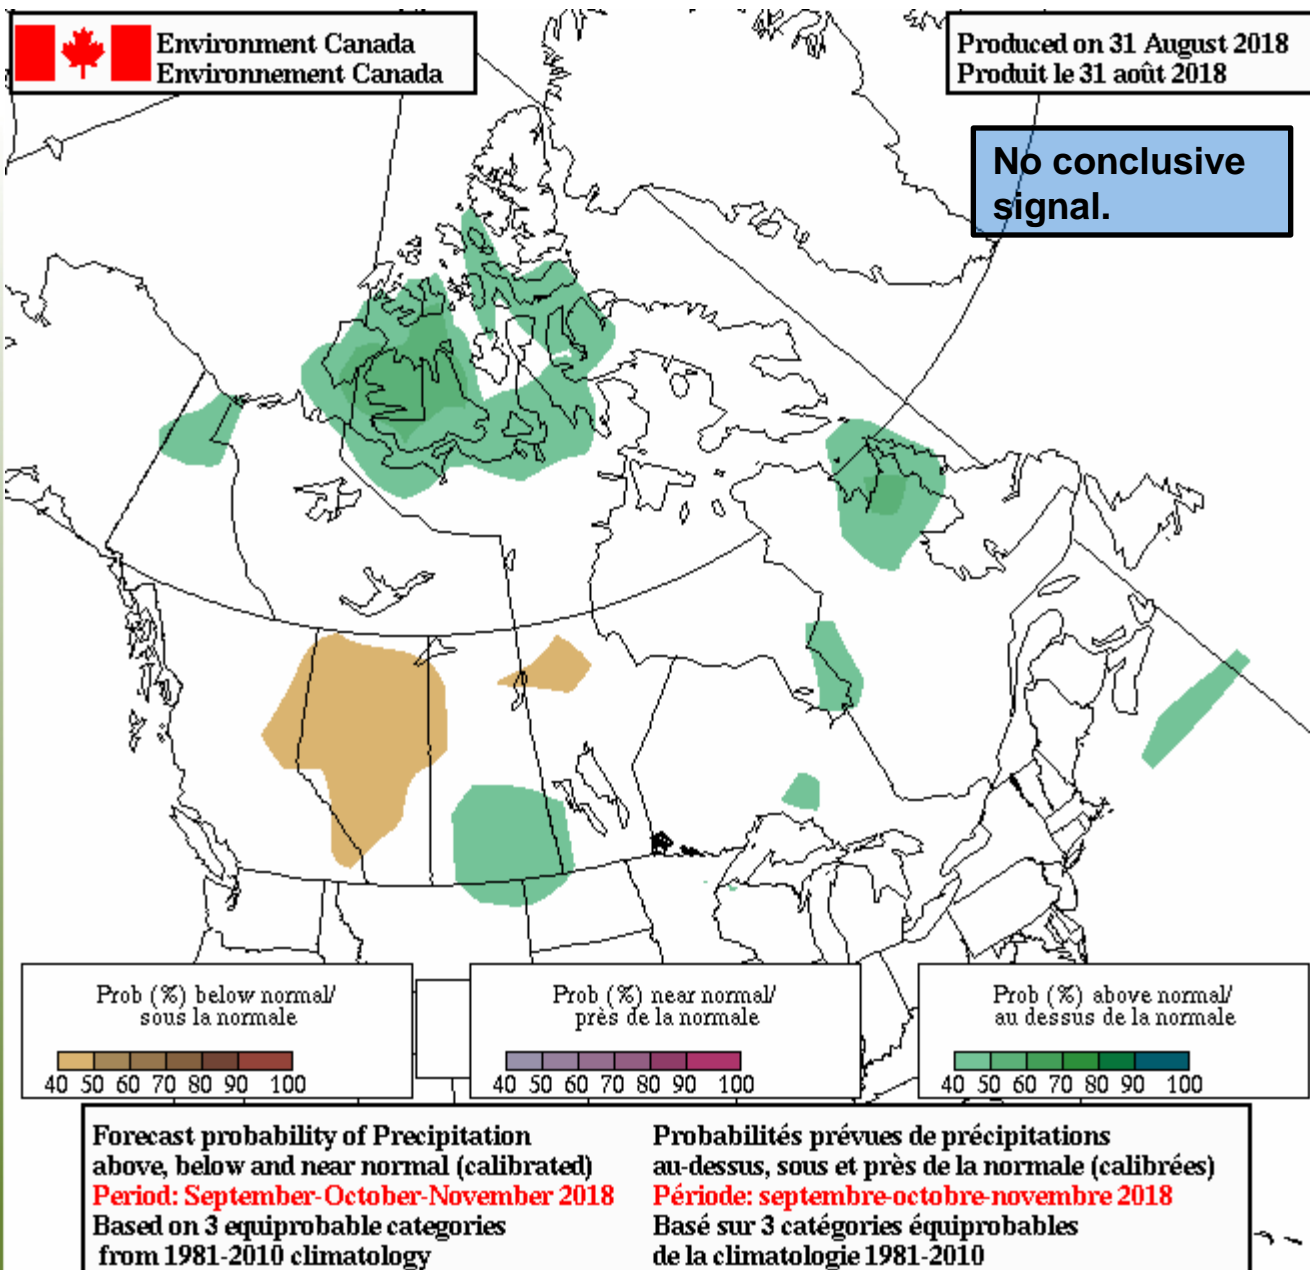 Environment Canada
Environnement Canada
Produced on 31 August 2018
Produit le 31 août 2018
No conclusive
signal.
Prob (%) below normal/
sous la normale
40 50 60 70 80 90 100
Prob (%) near normal/
près de la normale
40 50 60 70 80 90 100
Prob (%) above normal/
au dessus de la normale
40 50 60 70 80 90 100
Forecast probability of Precipitation
above, below and near normal (calibrated)
Period: September-October-November 2018
Based on 3 equiprobable categories
from 1981-2010 climatology
Probabilités prévues de précipitations
au-dessus, sous et près de la normale (calibrées)
Période: septembre-octobre-novembre 2018
Basé sur 3 catégories équiprobables
de la climatologie 1981-2010